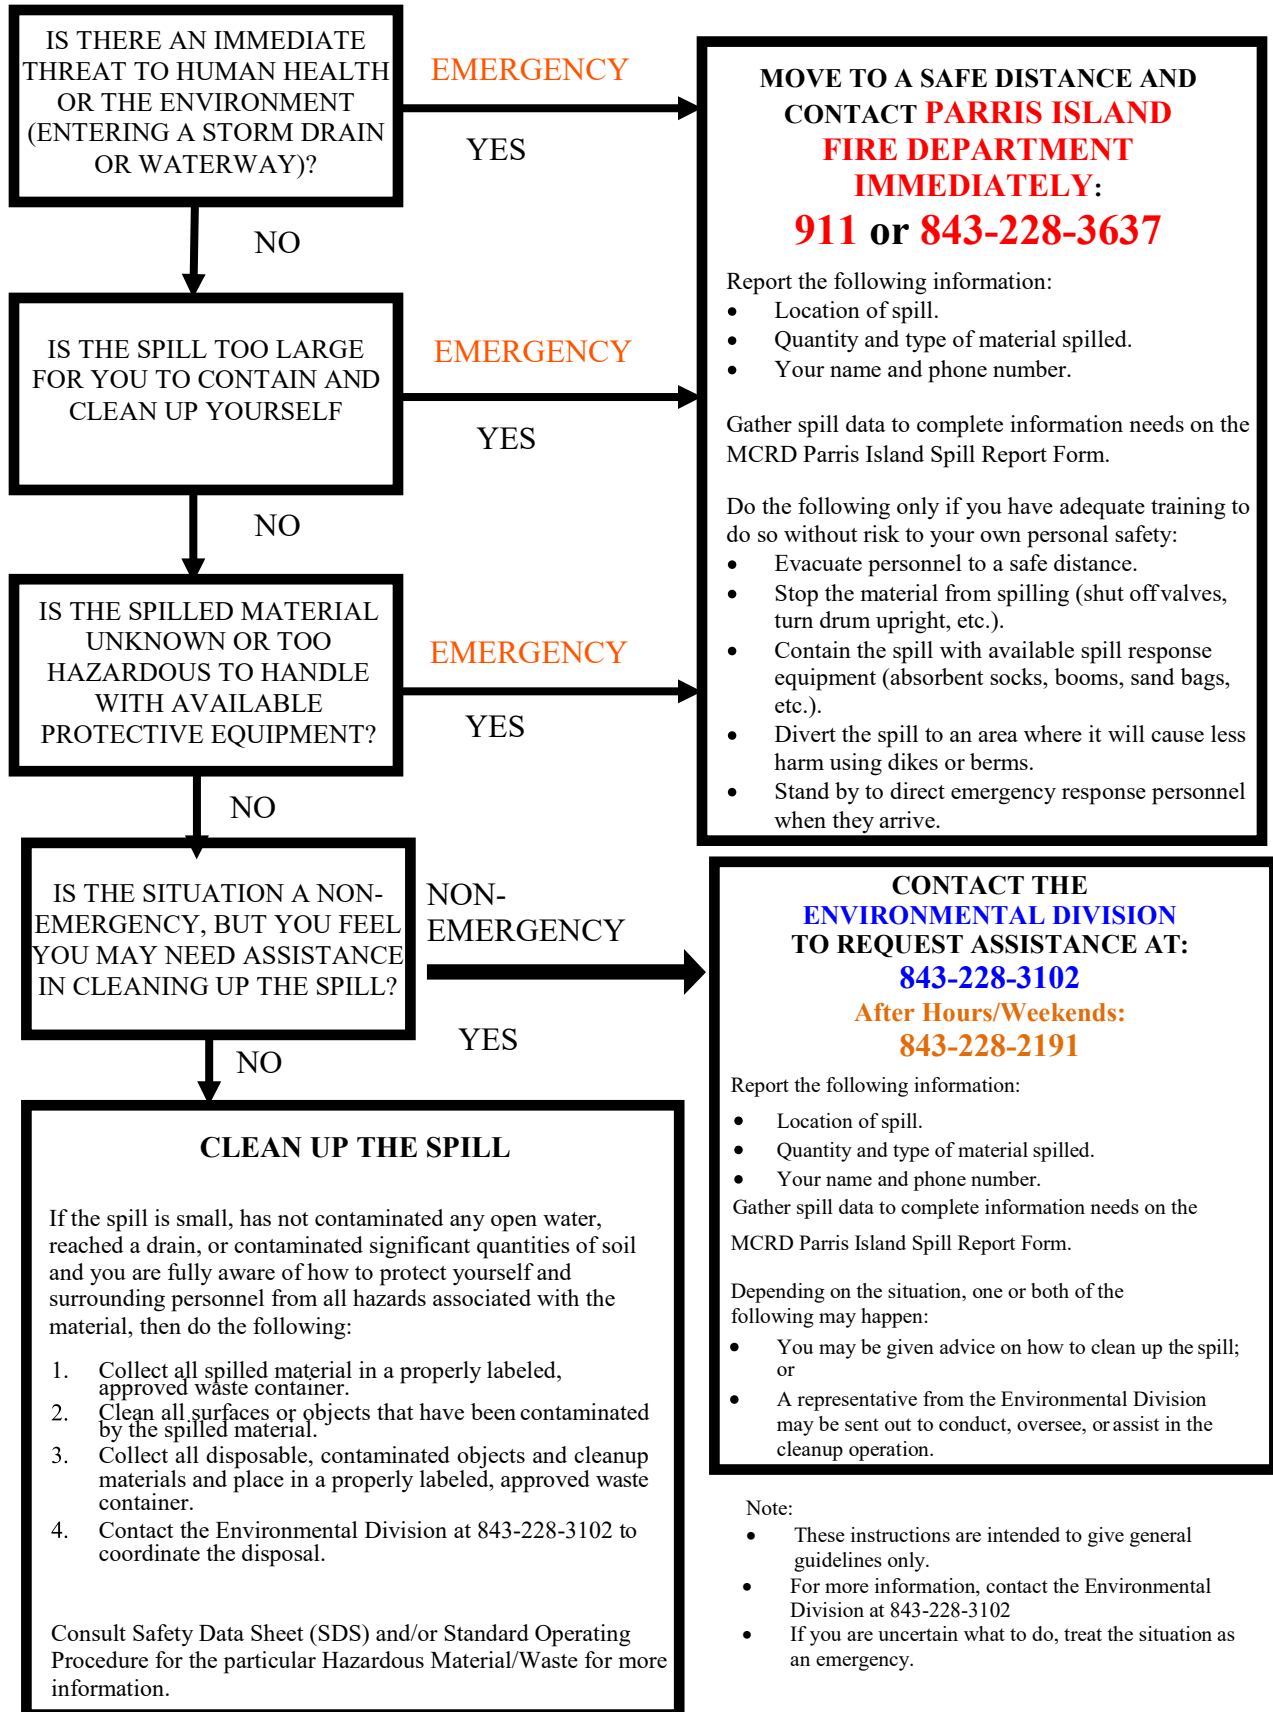 IS THERE AN IMMEDIATE
THREAT TO HUMAN HEALTH
OR THE ENVIRONMENT
(ENTERING A STORM DRAIN
OR WATERWAY)?
EMERGENCY
YES
NO
MOVE TO A SAFE DISTANCE AND
CONTACT PARRIS ISLAND
FIRE DEPARTMENT
IMMEDIATELY:
911 or 843-228-3637
Report the following information:
• Location of spill.
• Quantity and type of material spilled.
• Your name and phone number.
Gather spill data to complete information needs on the
MCRD Parris Island Spill Report Form.
Do the following only if you have adequate training to
do so without risk to your own personal safety:
• Evacuate personnel to a safe distance.
• Stop the material from spilling (shut off valves,
turn drum upright, etc.).
• Contain the spill with available spill response
equipment (absorbent socks, booms, sand bags,
etc.).
• Divert the spill to an area where it will cause less
harm using dikes or berms.
• Stand by to direct emergency response personnel
when they arrive.
IS THE SPILL TOO LARGE
FOR YOU TO CONTAIN AND
CLEAN UP YOURSELF
EMERGENCY
YES
NO
IS THE SPILLED MATERIAL
UNKNOWN OR TOO
HAZARDOUS TO HANDLE
WITH AVAILABLE
PROTECTIVE EQUIPMENT?
EMERGENCY
YES
NO
IS THE SITUATION A NON-
EMERGENCY, BUT YOU FEEL
YOU MAY NEED ASSISTANCE
IN CLEANING UP THE SPILL?
NON-
EMERGENCY
YES
NO
CONTACT THE
ENVIRONMENTAL DIVISION
TO REQUEST ASSISTANCE AT:
843-228-3102
After Hours/Weekends:
843-228-2191
Report the following information:
• Location of spill.
• Quantity and type of material spilled.
• Your name and phone number.
Gather spill data to complete information needs on the
MCRD Parris Island Spill Report Form.
Depending on the situation, one or both of the
following may happen:
• You may be given advice on how to clean up the spill;
or
• A representative from the Environmental Division
may be sent out to conduct, oversee, or assist in the
cleanup operation.
CLEAN UP THE SPILL
If the spill is small, has not contaminated any open water,
reached a drain, or contaminated significant quantities of soil
and you are fully aware of how to protect yourself and
surrounding personnel from all hazards associated with the
material, then do the following:
1. Collect all spilled material in a properly labeled,
approved waste container.
2. Clean all surfaces or objects that have been contaminated
by the spilled material.
3. Collect all disposable, contaminated objects and cleanup
materials and place in a properly labeled, approved waste
container.
4. Contact the Environmental Division at 843-228-3102 to
coordinate the disposal.
Consult Safety Data Sheet (SDS) and/or Standard Operating
Procedure for the particular Hazardous Material/Waste for more
information.
Note:
• These instructions are intended to give general
guidelines only.
• For more information, contact the Environmental
Division at 843-228-3102
• If you are uncertain what to do, treat the situation as
an emergency.